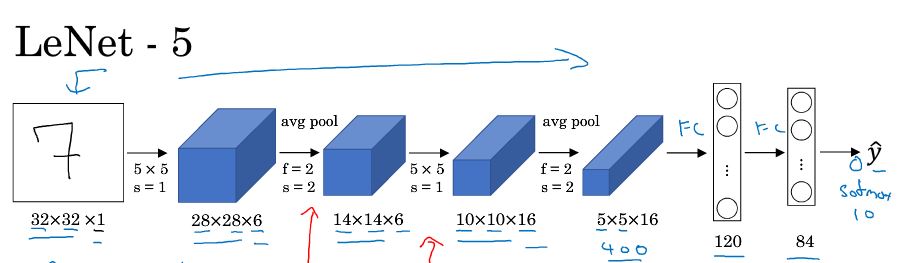 LeNet - 5
7
32×32 ×1
5 × 5
s = 1
28×28×6
avg pool
f = 2
s = 2
14×14×6
5 × 5
s = 1
10×10×16
avg pool
f = 2
s = 2
5×5×16
400
FC
120
FC
84
ŷ
softmax
10